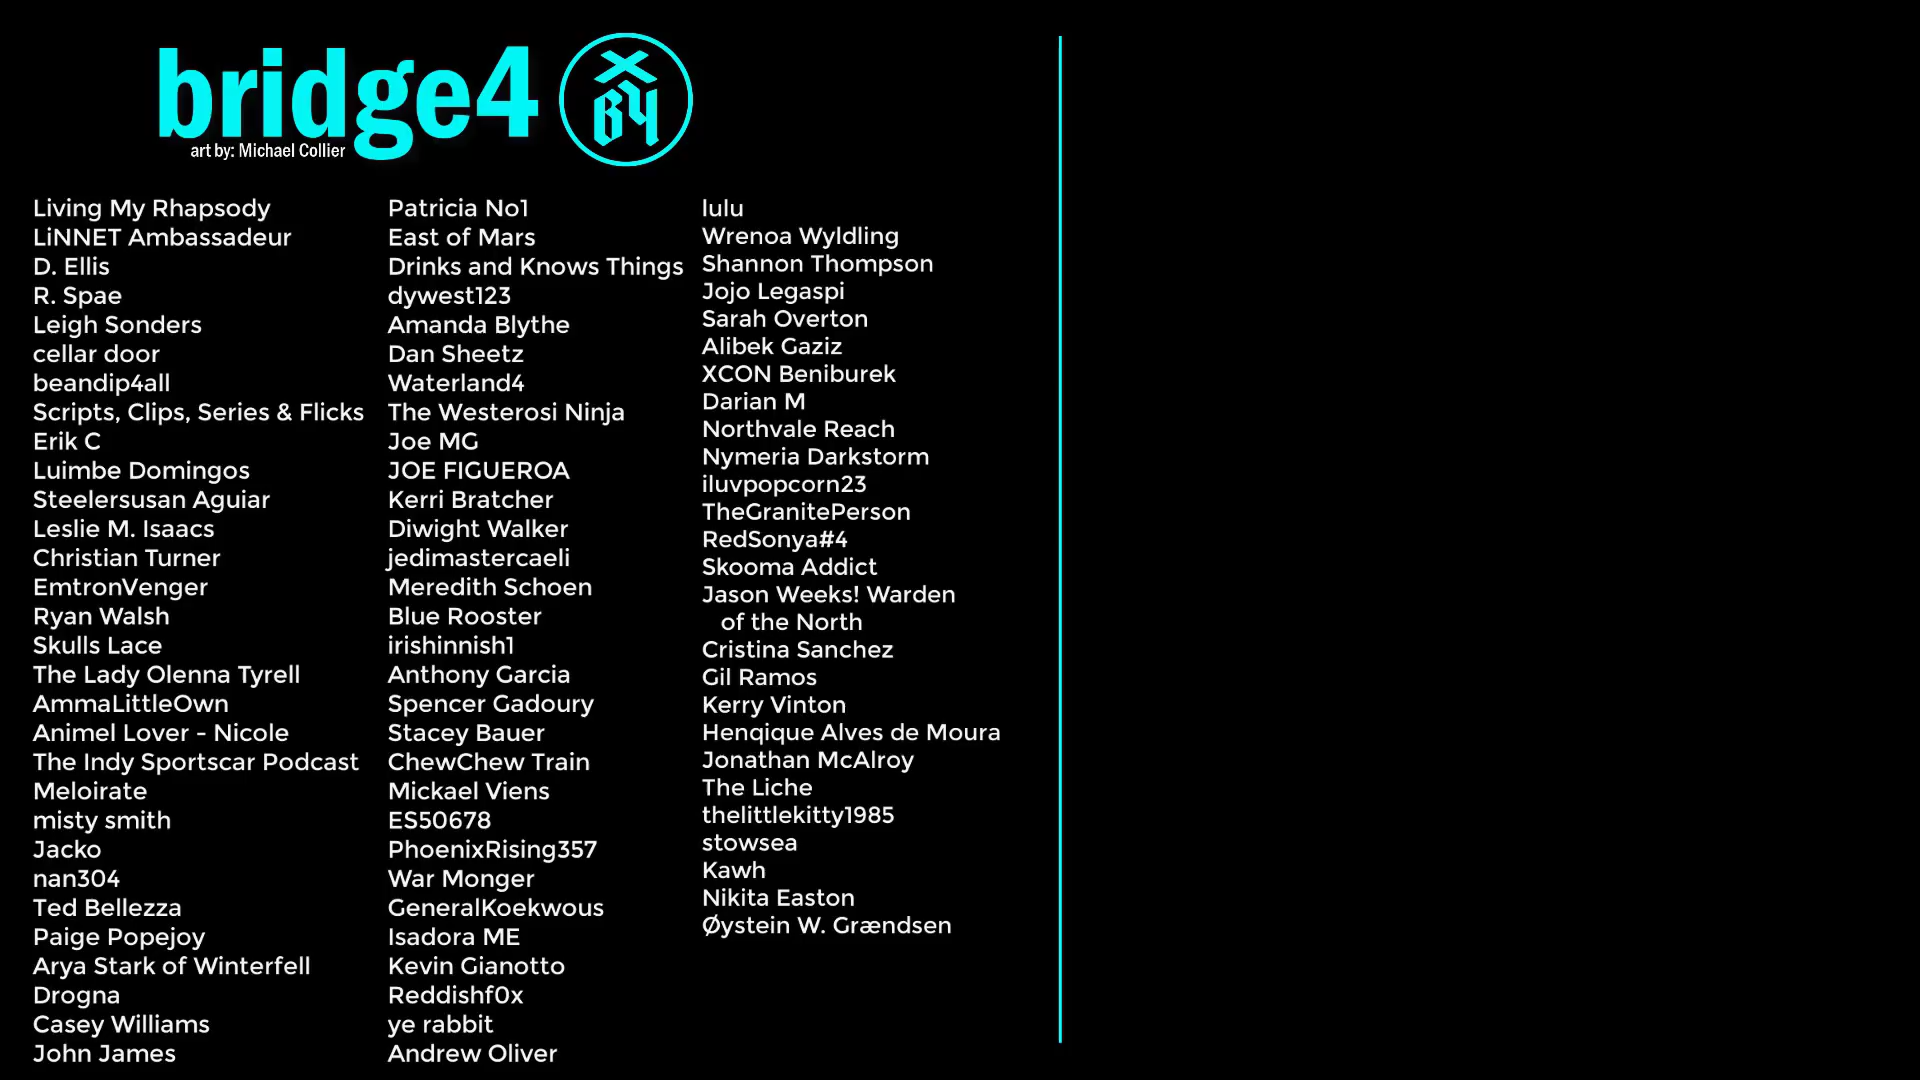 bridge4
B4
art by: Michael Collier
Living My Rhapsody
LiNNET Ambassadeur
D. Ellis
R. Spae
Leigh Sonders
cellar door
beandip4all
Scripts, Clips, Series & Flicks
Erik C
Luimbe Domingos
Steelersusan Aguiar
Leslie M. Isaacs
Christian Turner
EmtronVenger
Ryan Walsh
Skulls Lace
The Lady Olenna Tyrell
AmmaLittleOwn
Animel Lover - Nicole
The Indy Sportscar Podcast
Meloirate
misty smith
Jacko
nan304
Ted Bellezza
Paige Popejoy
Arya Stark of Winterfell
Drogna
Casey Williams
John James
Patricia No1
East of Mars
Drinks and Knows Things
dywest123
Amanda Blythe
Dan Sheetz
Waterland4
The Westerosi Ninja
Joe MG
JOE FIGUEROA
Kerri Bratcher
Diwight Walker
jedimastercaeli
Meredith Schoen
Blue Rooster
irishinnish1
Anthony Garcia
Spencer Gadoury
Stacey Bauer
ChewChew Train
Mickael Viens
ES50678
PhoenixRising357
War Monger
GeneralKoekwous
Isadora ME
Kevin Gianotto
Reddishf0x
ye rabbit
Andrew Oliver
lulu
Wrenoa Wyldling
Shannon Thompson
Jojo Legaspi
Sarah Overton
Alibek Gaziz
XCON Beniburek
Darian M
Northvale Reach
Nymeria Darkstorm
iluvpopcorn23
TheGranitePerson
RedSonya#4
Skooma Addict
Jason Weeks! Warden
of the North
Cristina Sanchez
Gil Ramos
Kerry Vinton
Henqique Alves de Moura
Jonathan McAlroy
The Liche
thelittlekitty1985
stowsea
Kawh
Nikita Easton
Øystein W. Grændsen